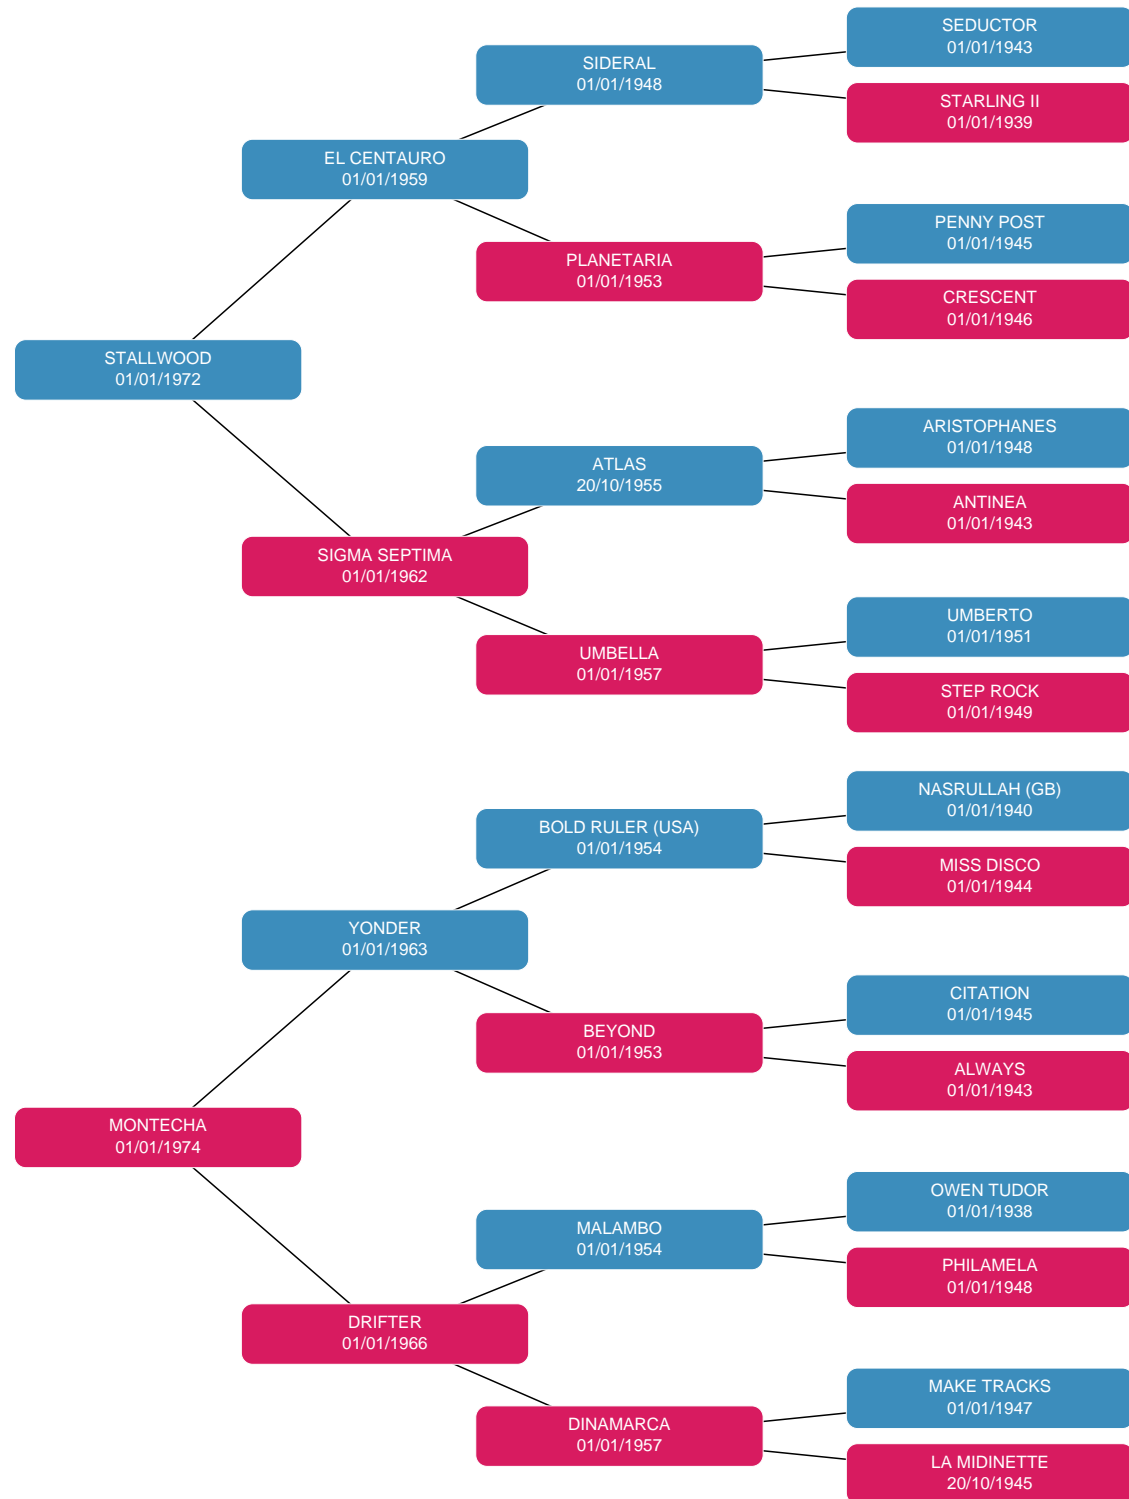 SEDUCTOR
01/01/1943
SIDERAL
01/01/1948
STARLING II
01/01/1939
EL CENTAURO
01/01/1959
PENNY POST
01/01/1945
PLANETARIA
01/01/1953
CRESCENT
01/01/1946
STALLWOOD
01/01/1972
ARISTOPHANES
01/01/1948
ATLAS
20/10/1955
ANTINEA
01/01/1943
SIGMA SEPTIMA
01/01/1962
UMBERTO
01/01/1951
UMBELLA
01/01/1957
STEP ROCK
01/01/1949
NASRULLAH (GB)
01/01/1940
BOLD RULER (USA)
01/01/1954
MISS DISCO
01/01/1944
YONDER
01/01/1963
CITATION
01/01/1945
BEYOND
01/01/1953
ALWAYS
01/01/1943
MONTECHA
01/01/1974
OWEN TUDOR
01/01/1938
MALAMBO
01/01/1954
PHILAMELA
01/01/1948
DRIFTER
01/01/1966
MAKE TRACKS
01/01/1947
DINAMARCA
01/01/1957
LA MIDINETTE
20/10/1945